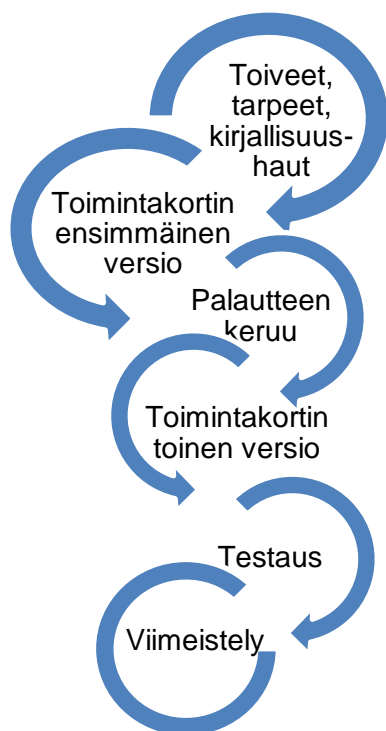 Toiveet,
tarpeet,
kirjallisuus-
haut
Toimintakortin
ensimmäinen
versio
Palautteen
keruu
Toimintakortin
toinen versio
Testaus
Viimeistely